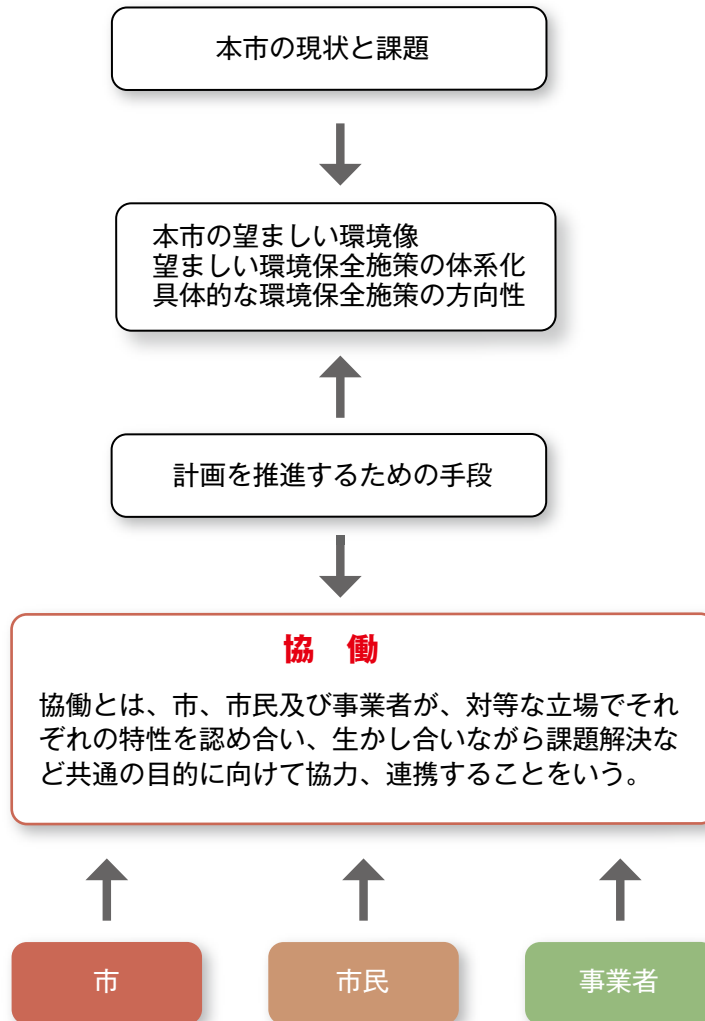 本市の現状と課題
本市の望ましい環境像
望ましい環境保全施策の体系化
具体的な環境保全施策の方向性
計画を推進するための手段
協　働
協働とは、市、市民及び事業者が、対等な立場でそれ
ぞれの特性を認め合い、生かし合いながら課題解決な
ど共通の目的に向けて協力、連携することをいう。
市
市民
事業者